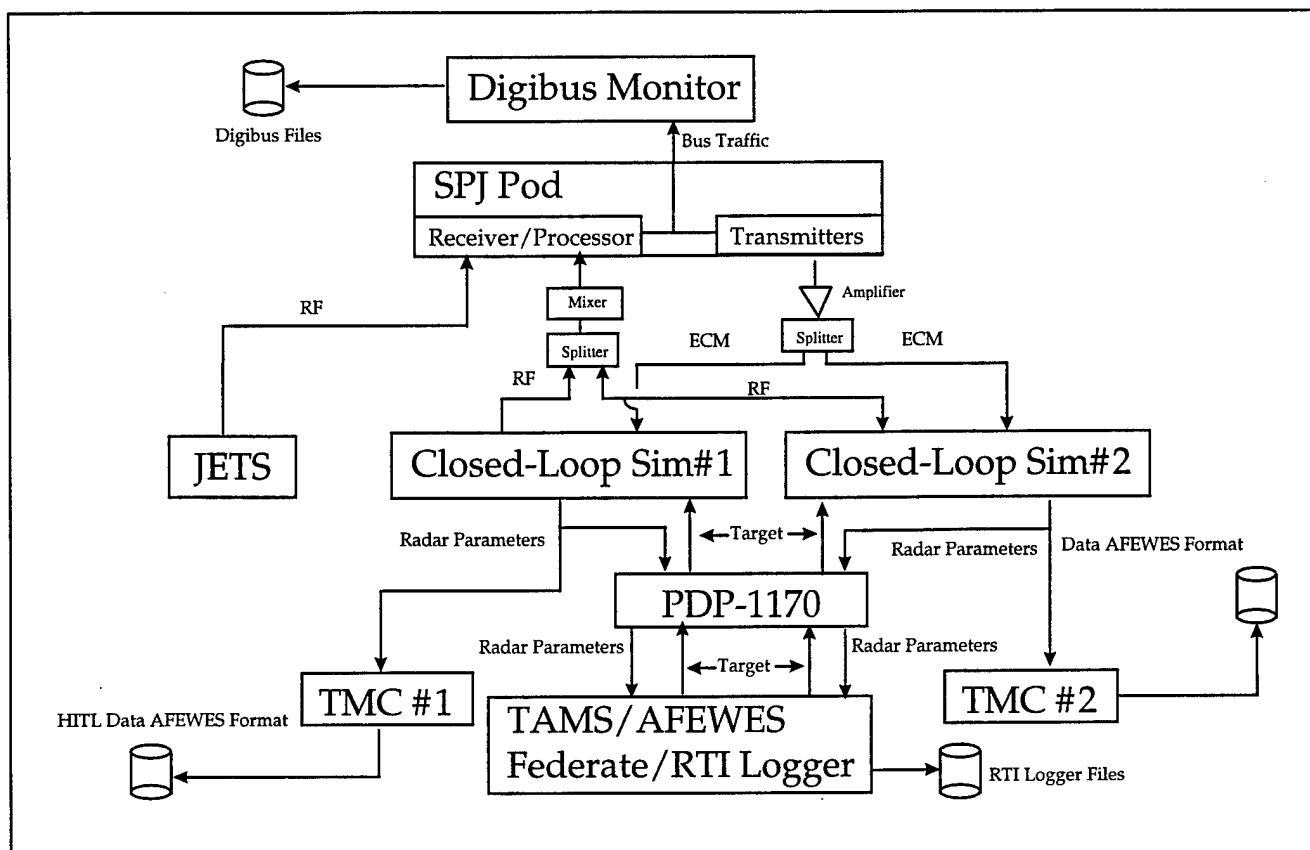 Digibus Monitor
Digibus Files
Bus Traffic
SPJ Pod
Receiver/Processor
Transmitters
RF
Mixer
Amplifier
Splitter
ECM
Splitter
ECM
RF
RF
JETS
Closed-Loop Sim#1
Closed-Loop Sim#2
Radar Parameters
Target
Radar Parameters
Data AFEWES Format
PDP-1170
Radar Parameters
Target
Radar Parameters
TMC #1
TAMS/AFEWES
Federate/RTI Logger
TMC #2
HITL Data AFEWES Format
RTI Logger Files